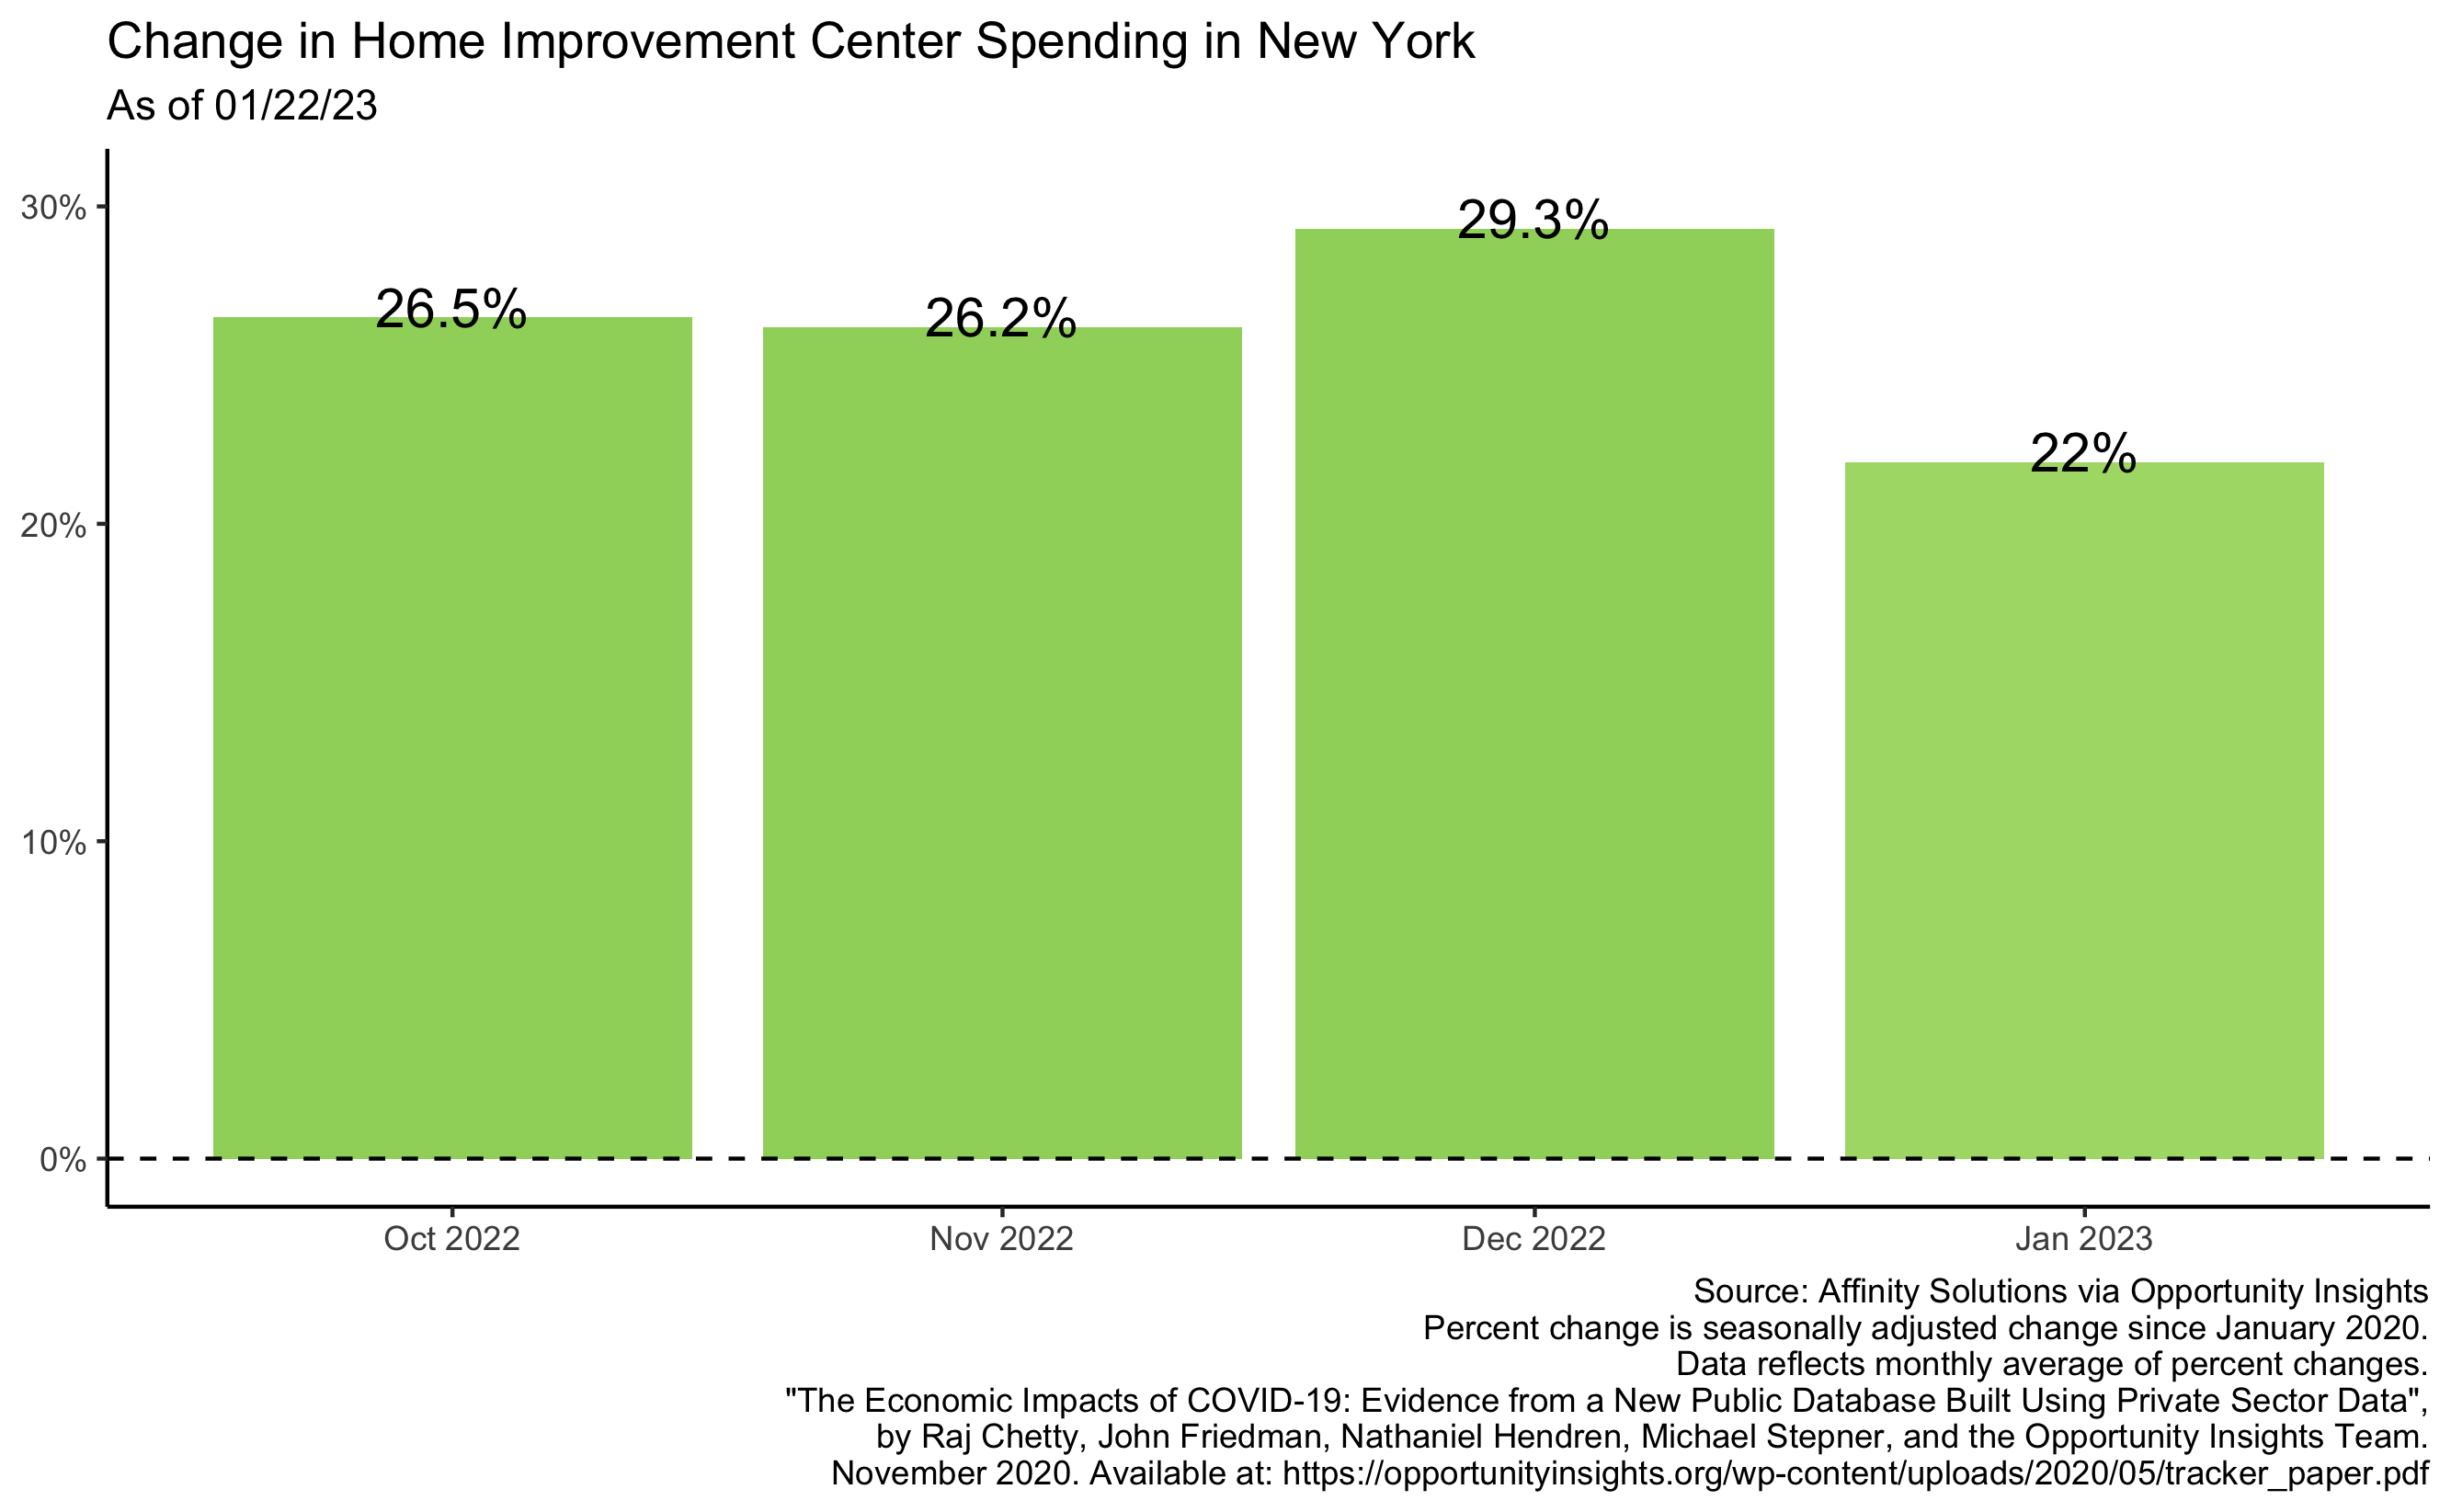 Change in Home Improvement Center Spending in New York
As of 01/22/23
30%
20%
10%
0%
26.5%
26.2%
29.3%
22%
Oct 2022
Nov 2022
Dec 2022
Jan 2023
Source: Affinity Solutions via Opportunity Insights
Percent change is seasonally adjusted change since January 2020.
Data reflects monthly average of percent changes.
"The Economic Impacts of COVID-19: Evidence from a New Public Database Built Using Private Sector Data",
by Raj Chetty, John Friedman, Nathaniel Hendren, Michael Stepner, and the Opportunity Insights Team.
November 2020. Available at: https://opportunityinsights.org/wp-content/uploads/2020/05/tracker_paper.pdf